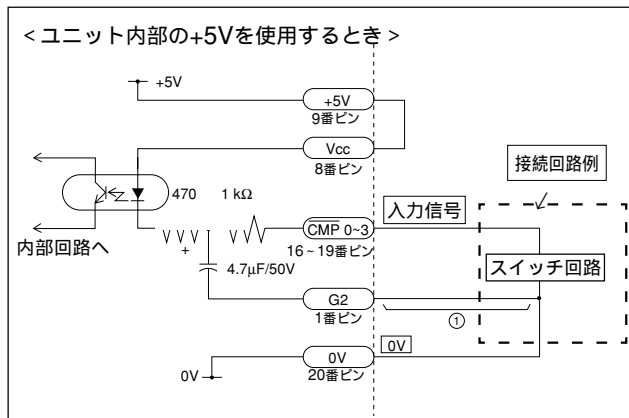 ＜ユニット内部の+5Vを使用するとき＞
+5V
+5V
9番ピン
Vcc
8番ピン
接続回路例
470
1 kΩ
入力信号
CMP 0~3
内部回路へ
+
16～19番ピン
スイッチ回路
4.7μF/50V
G2
1番ピン
①
0V
0V
0V
20番ピン